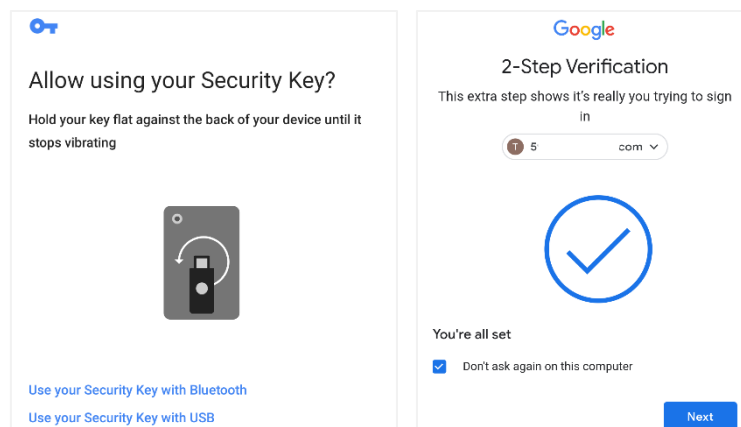 Allow using your Security Key?
Hold your key flat against the back of your device until it
stops vibrating
Use your Security Key with Bluetooth
Use your Security Key with USB
Google
2-Step Verification
This extra step shows it's really you trying to sign
in
T 5 com
You're all set
Don't ask again on this computer
Next